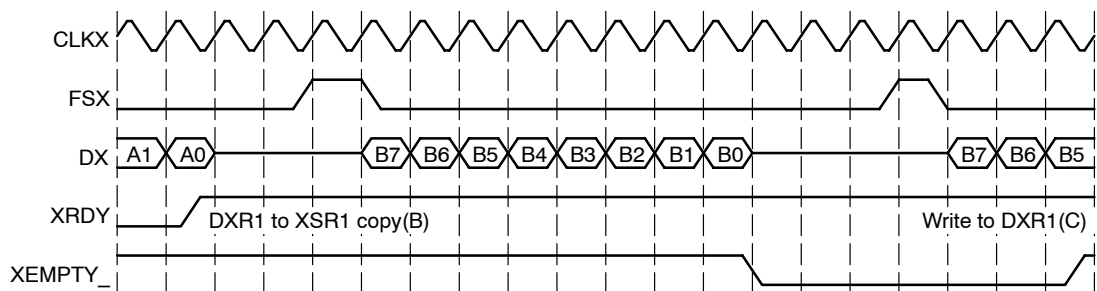 CLKX
FSX
DX A1 A0 B7 B6 B5 B4 B3 B2 B1 B0 B7 B6 B5
XRDY DXR1 to XSR1 copy(B) Write to DXR1(C)
XEMPTY_